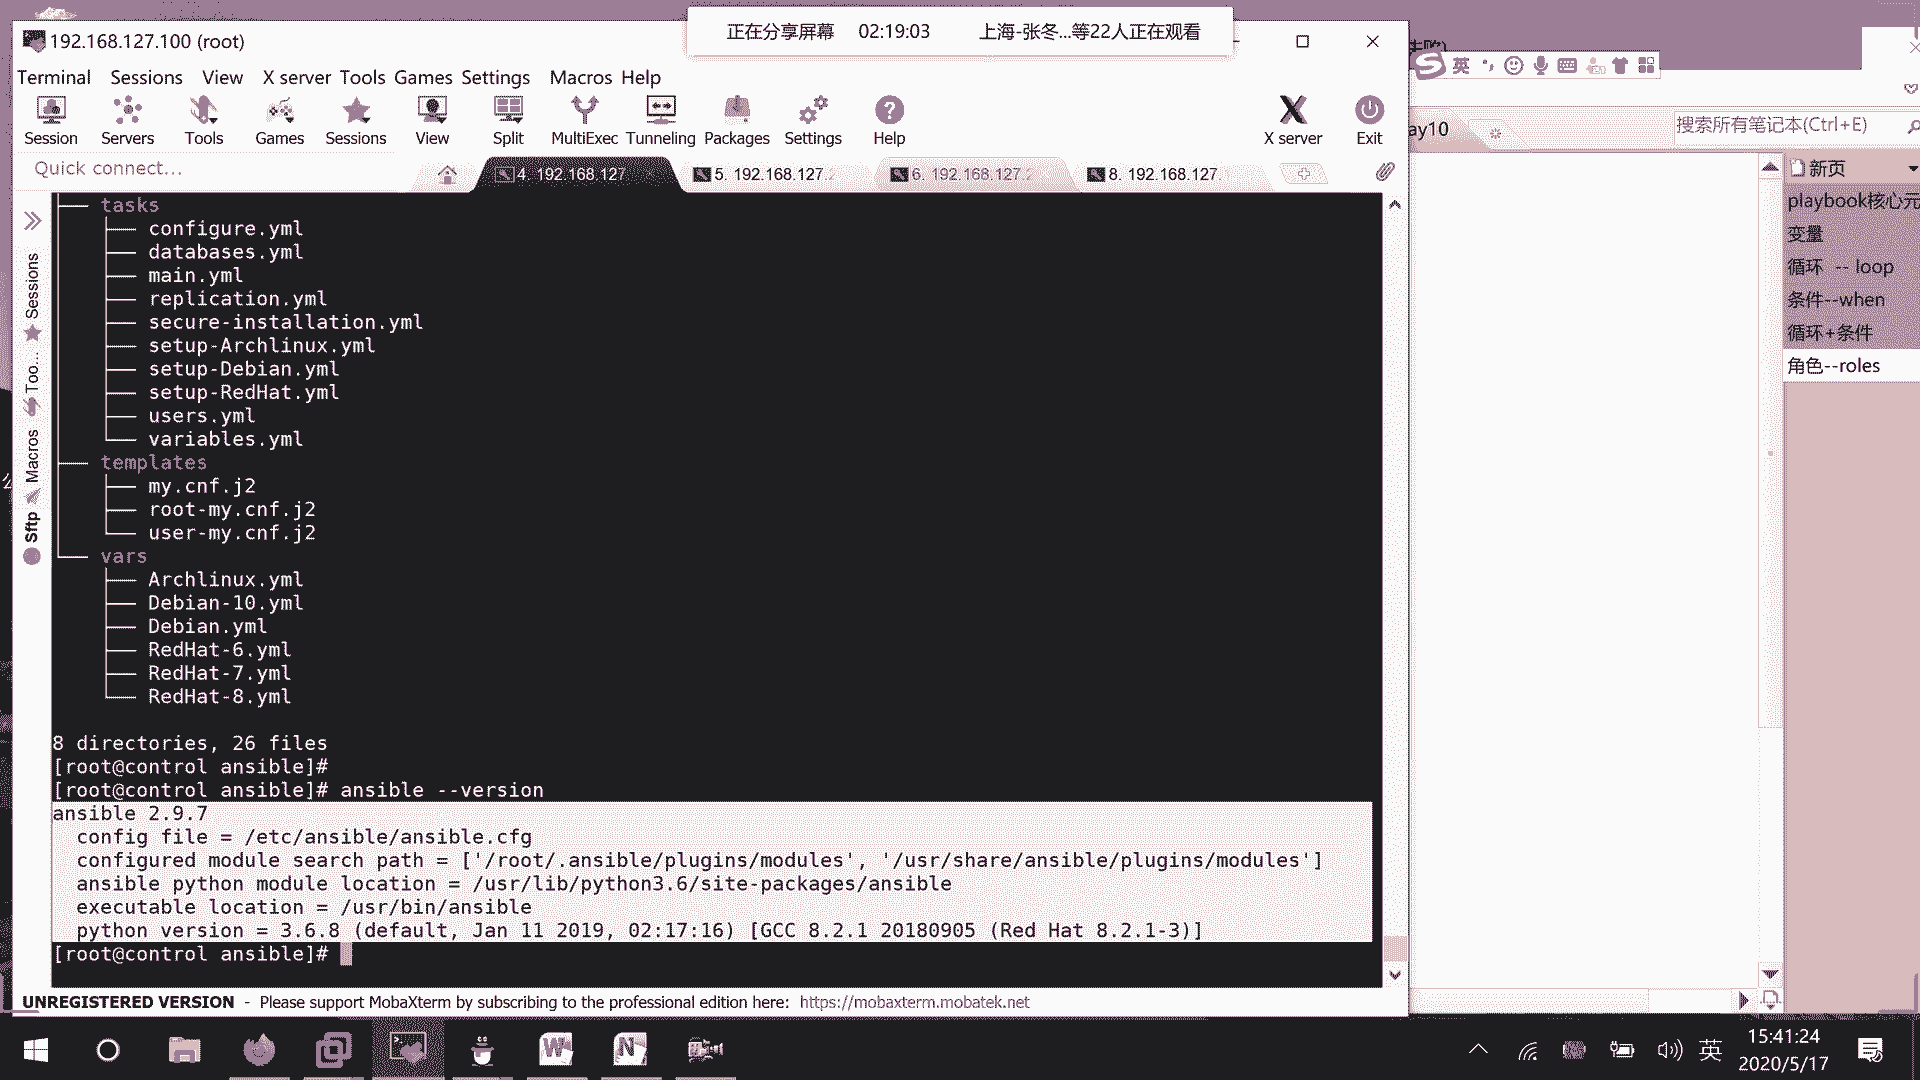 192.168.127.100 (root)
正在分享屏幕 02:19:03 上海-张冬...等22人正在观看
Terminal Sessions View X server Tools Games Settings Macros Help
Session Servers Tools Games Sessions View Split MultiExec Tunneling Packages Settings Help X server Exit
Quick connect...
4. 192.168.127 5. 192.168.127.2 6. 192.168.127.2 8. 192.168.127.
Sessions
Too...
Macros
Sftp
├── tasks
│   ├── configure.yml
│   ├── databases.yml
│   ├── main.yml
│   ├── replication.yml
│   ├── secure-installation.yml
│   ├── setup-Archlinux.yml
│   ├── setup-Debian.yml
│   ├── setup-RedHat.yml
│   ├── users.yml
│   └── variables.yml
├── templates
│   ├── my.cnf.j2
│   ├── root-my.cnf.j2
│   └── user-my.cnf.j2
└── vars
    ├── Archlinux.yml
    ├── Debian-10.yml
    ├── Debian.yml
    ├── RedHat-6.yml
    ├── RedHat-7.yml
    └── RedHat-8.yml
8 directories, 26 files
[root@control ansible]#
[root@control ansible]# ansible --version
ansible 2.9.7
  config file = /etc/ansible/ansible.cfg
  configured module search path = ['/root/.ansible/plugins/modules', '/usr/share/ansible/plugins/modules']
  ansible python module location = /usr/lib/python3.6/site-packages/ansible
  executable location = /usr/bin/ansible
  python version = 3.6.8 (default, Jan 11 2019, 02:17:16) [GCC 8.2.1 20180905 (Red Hat 8.2.1-3)]
[root@control ansible]#
UNREGISTERED VERSION - Please support MobaXterm by subscribing to the professional edition here: https://mobaxterm.mobatek.net
英
ay10
搜索所有笔记本(Ctrl+E)
新页
playbook核心元
变量
循环 -- loop
条件--when
循环+条件
角色--roles
英
15:41:24
2020/5/17